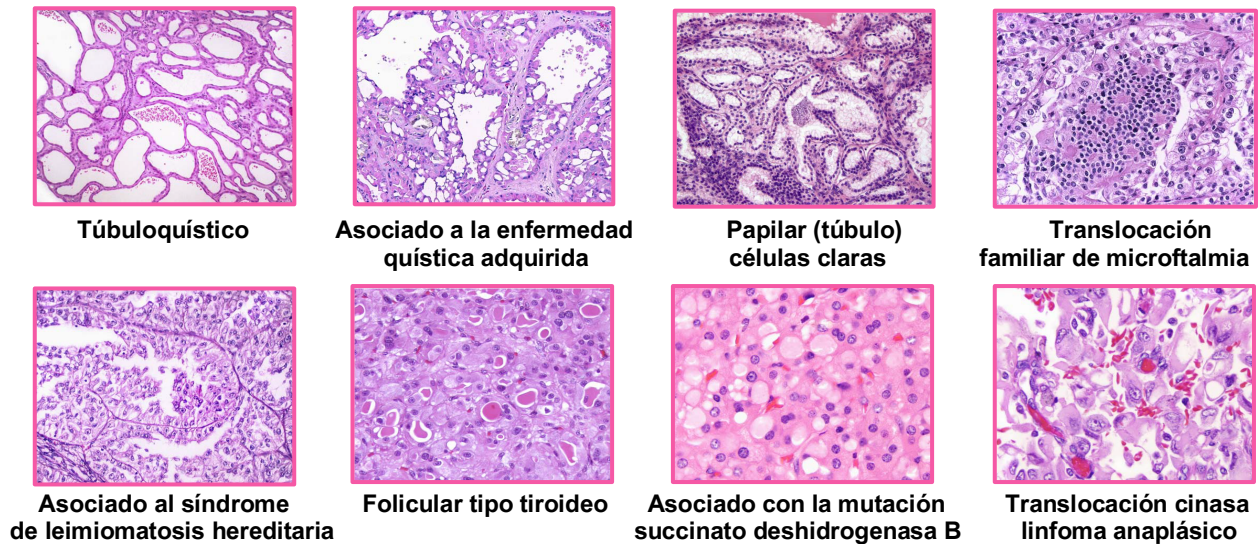 Túbuloquístico
Asociado a la enfermedad
quística adquirida
Papilar (túbulo)
células claras
Translocación
familiar de microftalmia
Asociado al síndrome
de leimiomatosis hereditaria
Folicular tipo tiroideo
Asociado con la mutación
succinato deshidrogenasa B
Translocación cinasa
linfoma anaplásico